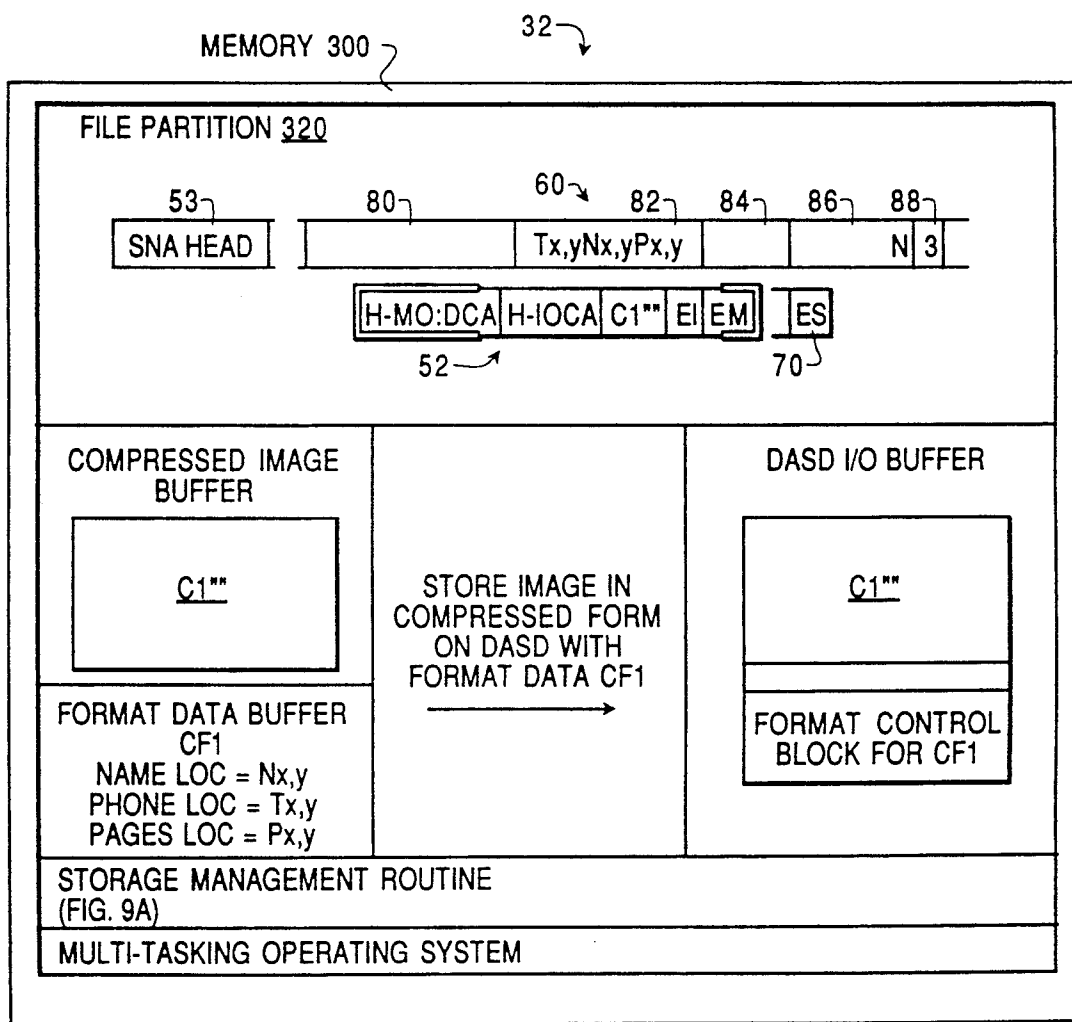 32
MEMORY 300
FILE PARTITION 320
53 80 60 82 84 86 88
SNA HEAD Tx,yNx,yPx,y N 3
H-MO:DCA H-IOCA C1"" EI EM ES
52 70
COMPRESSED IMAGE
BUFFER
C1""
FORMAT DATA BUFFER
CF1
NAME LOC = Nx,y
PHONE LOC = Tx,y
PAGES LOC = Px,y
STORE IMAGE IN
COMPRESSED FORM
ON DASD WITH
FORMAT DATA CF1
DASD I/O BUFFER
C1""
FORMAT CONTROL
BLOCK FOR CF1
STORAGE MANAGEMENT ROUTINE
(FIG. 9A)
MULTI-TASKING OPERATING SYSTEM